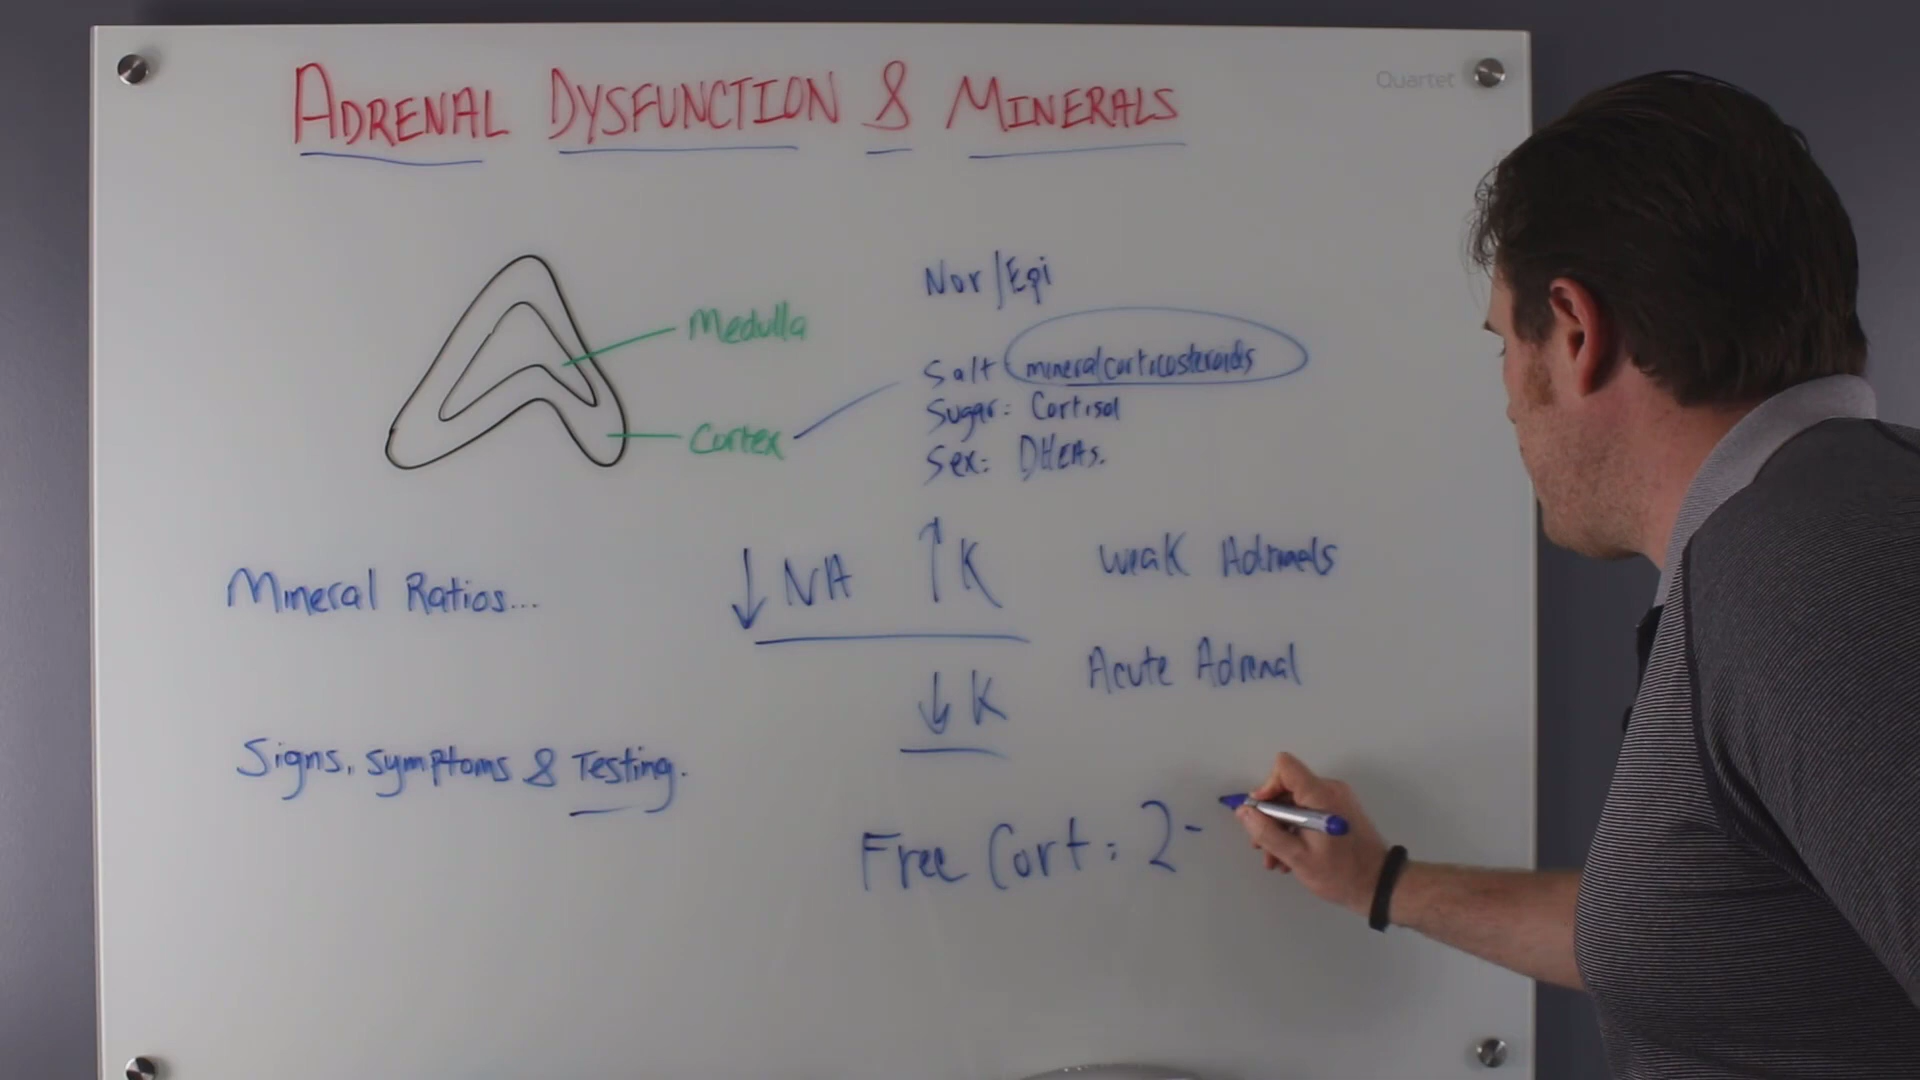 ADRENAL DYSFUNCTION & MINERALS
Quartet
Nor/Epi
Medulla
Salt mineralcorticosteroids
Sugar: Cortisol
Cortex
Sex: DHEAs.
↓ NA ↑ K Weak Adrenals
Mineral Ratios...
↓ K Acute Adrenal
Signs, symptoms & Testing.
Free Cort: 2-